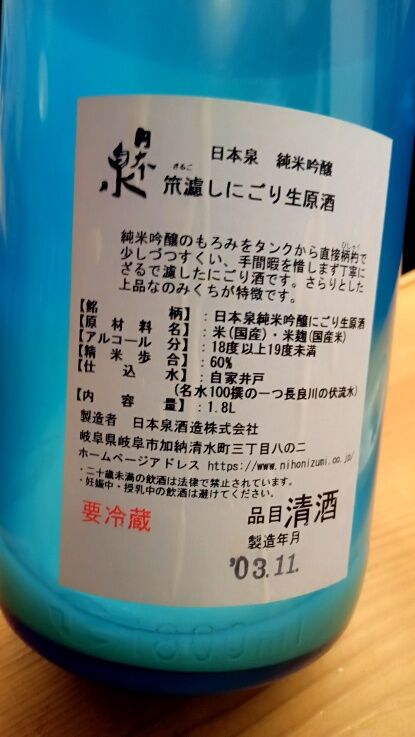 日本泉
日本泉 純米吟醸
ざるご
笊濾しにごり生原酒
純米吟醸のもろみをタンクから直接柄杓で
ひしゃく
少しづつすくい、手間暇を惜しまず丁寧に
ざるで濾したにごり酒です。さらりとした
上品なのみくちが特徴です。
【銘柄】:日本泉純米吟醸にごり生原酒
【原材料名】:米(国産)・米麹(国産米)
【アルコール分】:18度以上19度未満
【精米歩合】:60%
【仕込水】:自家井戸
(名水100撰の一つ長良川の伏流水)
【内容量】:1.8L
製造者 日本泉酒造株式会社
岐阜県岐阜市加納清水町三丁目八の二
ホームページアドレス https://www.nihonizumi.co.jp/
・二十歳未満の飲酒は法律で禁止されています。
・妊娠中・授乳中の飲酒は避けてください。
要冷蔵
品目 清酒
製造年月
'03.11.
1800ml